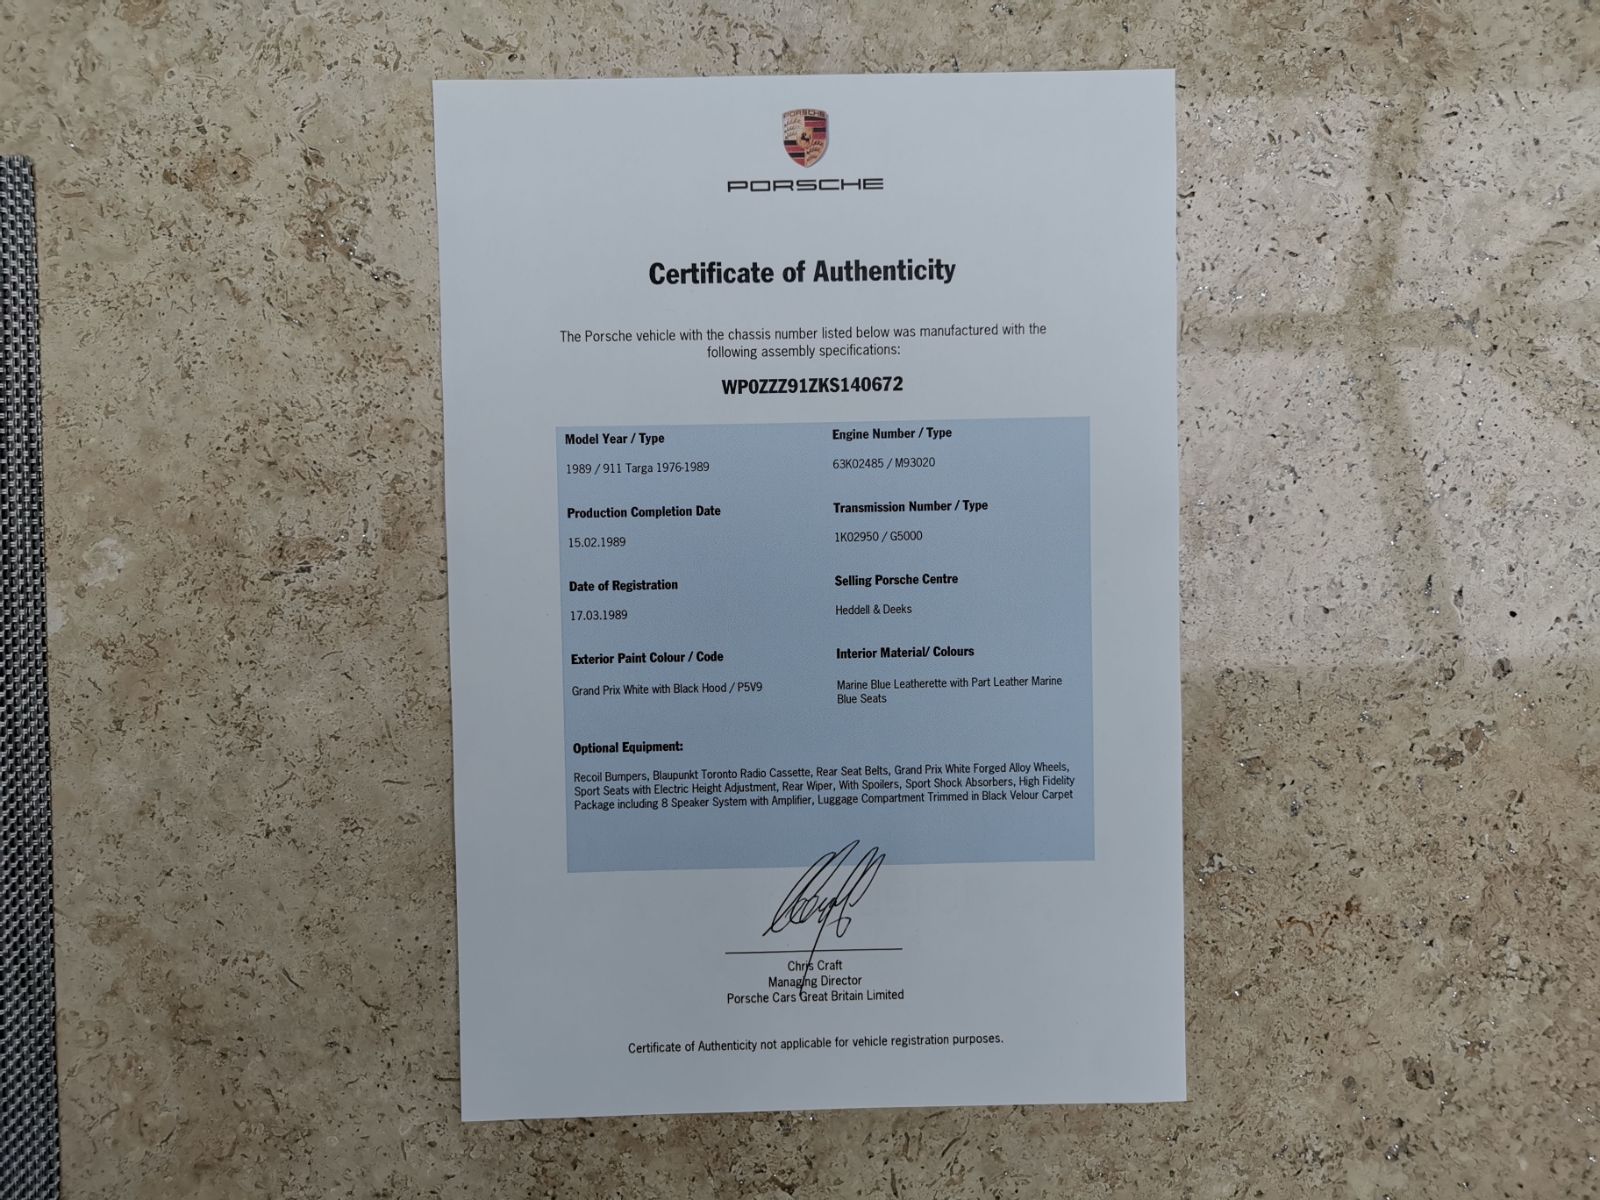 PORSCHE
PORSCHE
Certificate of Authenticity
The Porsche vehicle with the chassis number listed below was manufactured with the
following assembly specifications:
WP0ZZZ91ZKS140672
Model Year / Type
1989 / 911 Targa 1976-1989
Engine Number / Type
63K02485 / M93020
Production Completion Date
15.02.1989
Transmission Number / Type
1K02950 / G5000
Date of Registration
17.03.1989
Selling Porsche Centre
Heddell & Deeks
Exterior Paint Colour / Code
Grand Prix White with Black Hood / P5V9
Interior Material/ Colours
Marine Blue Leatherette with Part Leather Marine
Blue Seats
Optional Equipment:
Recoil Bumpers, Blaupunkt Toronto Radio Cassette, Rear Seat Belts, Grand Prix White Forged Alloy Wheels,
Sport Seats with Electric Height Adjustment, Rear Wiper, With Spoilers, Sport Shock Absorbers, High Fidelity
Package including 8 Speaker System with Amplifier, Luggage Compartment Trimmed in Black Velour Carpet
Chris Craft
Managing Director
Porsche Cars Great Britain Limited
Certificate of Authenticity not applicable for vehicle registration purposes.